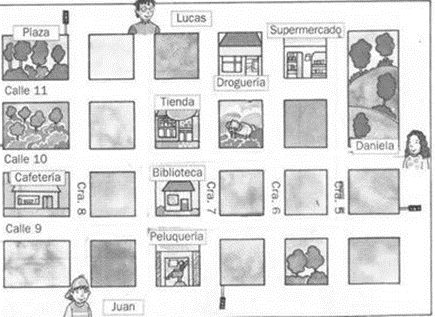 Lucas
Plaza
Supermercado
Droguería
Calle 11
Tienda
Calle 10
Daniela
Cafetería
Cra. 8
Biblioteca
Cra. 7
Cra. 6
Cra. 5
Calle 9
Peluquería
Juan